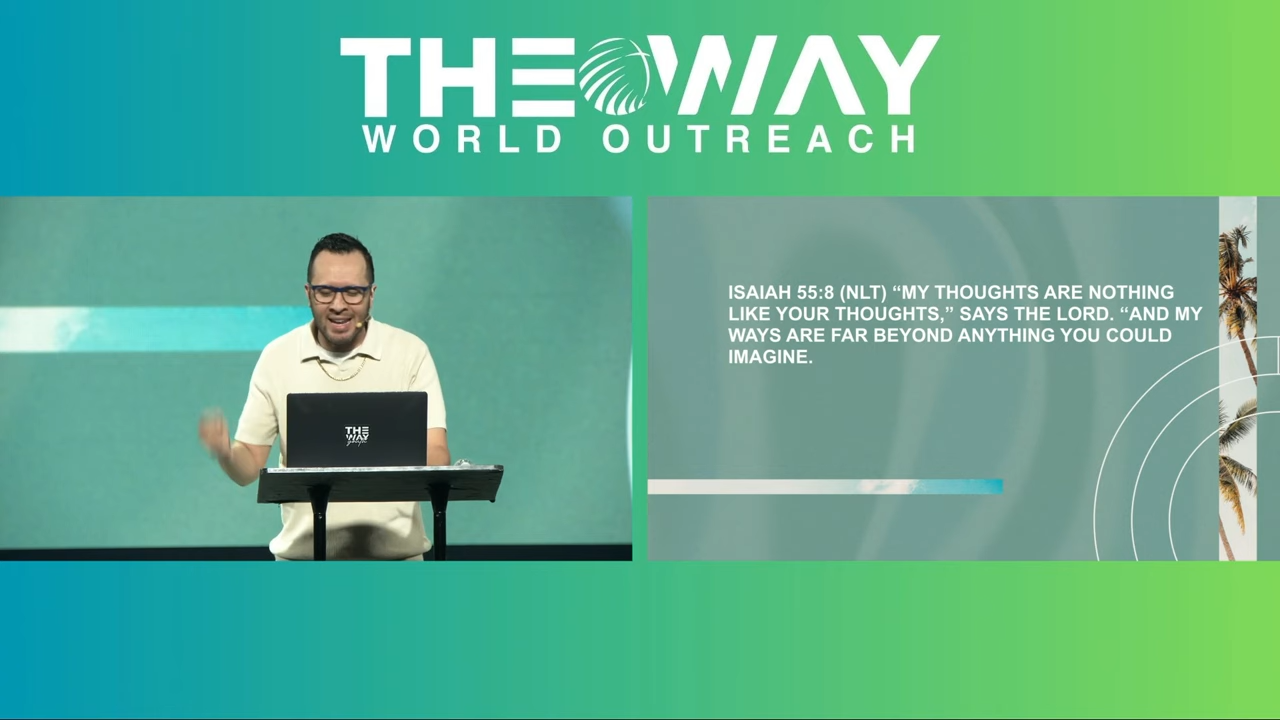 THE WAY
WORLD OUTREACH
THE
WAY
ISAIAH 55:8 (NLT) “MY THOUGHTS ARE NOTHING
LIKE YOUR THOUGHTS,” SAYS THE LORD. “AND MY
WAYS ARE FAR BEYOND ANYTHING YOU COULD
IMAGINE.